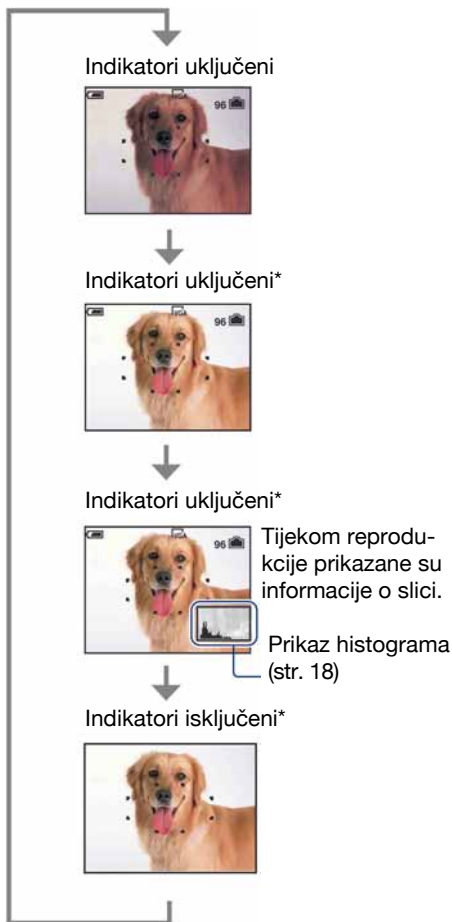 Indikatori uključeni
96
Indikatori uključeni*
96
Indikatori uključeni*
96
Tijekom reprodu-
kcije prikazane su
informacije o slici.
Prikaz histograma
(str. 18)
Indikatori isključeni*